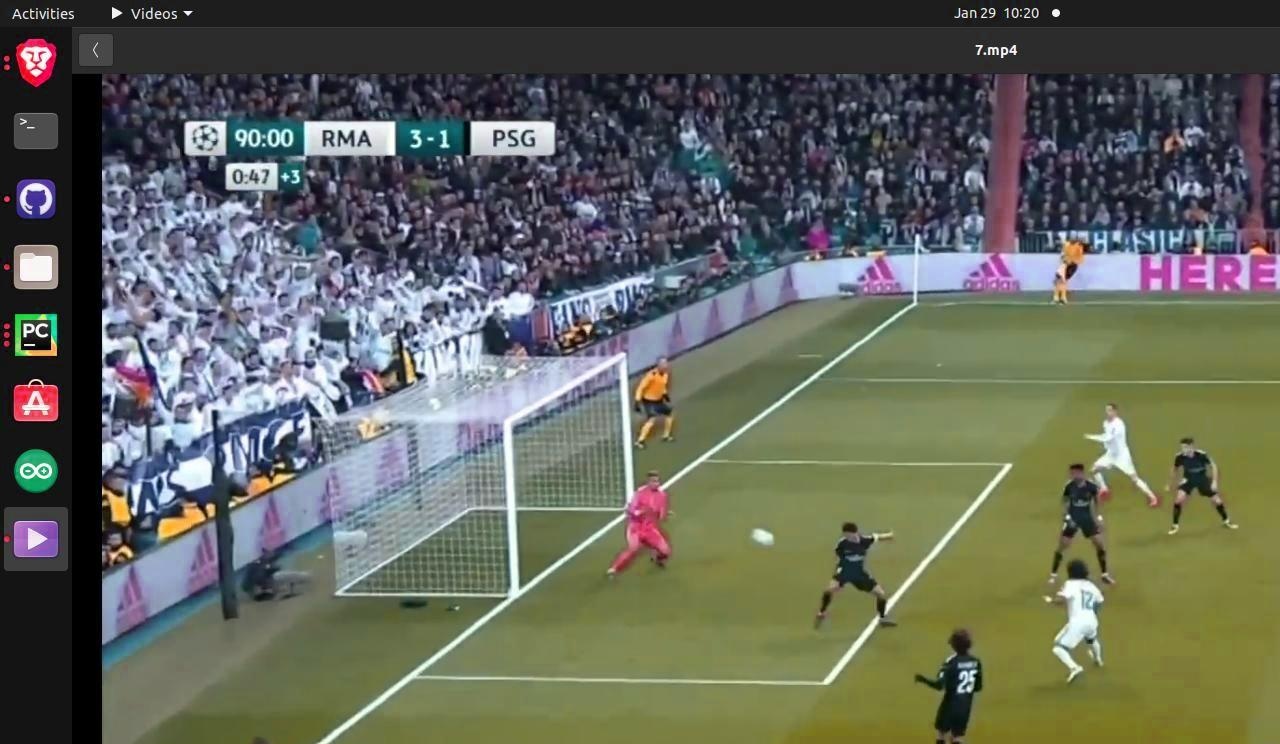 Activities
Videos
Jan 29 10:20
7.mp4
>_
90:00 RMA 3-1 PSG
0:47 +3
PC
adidas
adidas
HERE
12
25